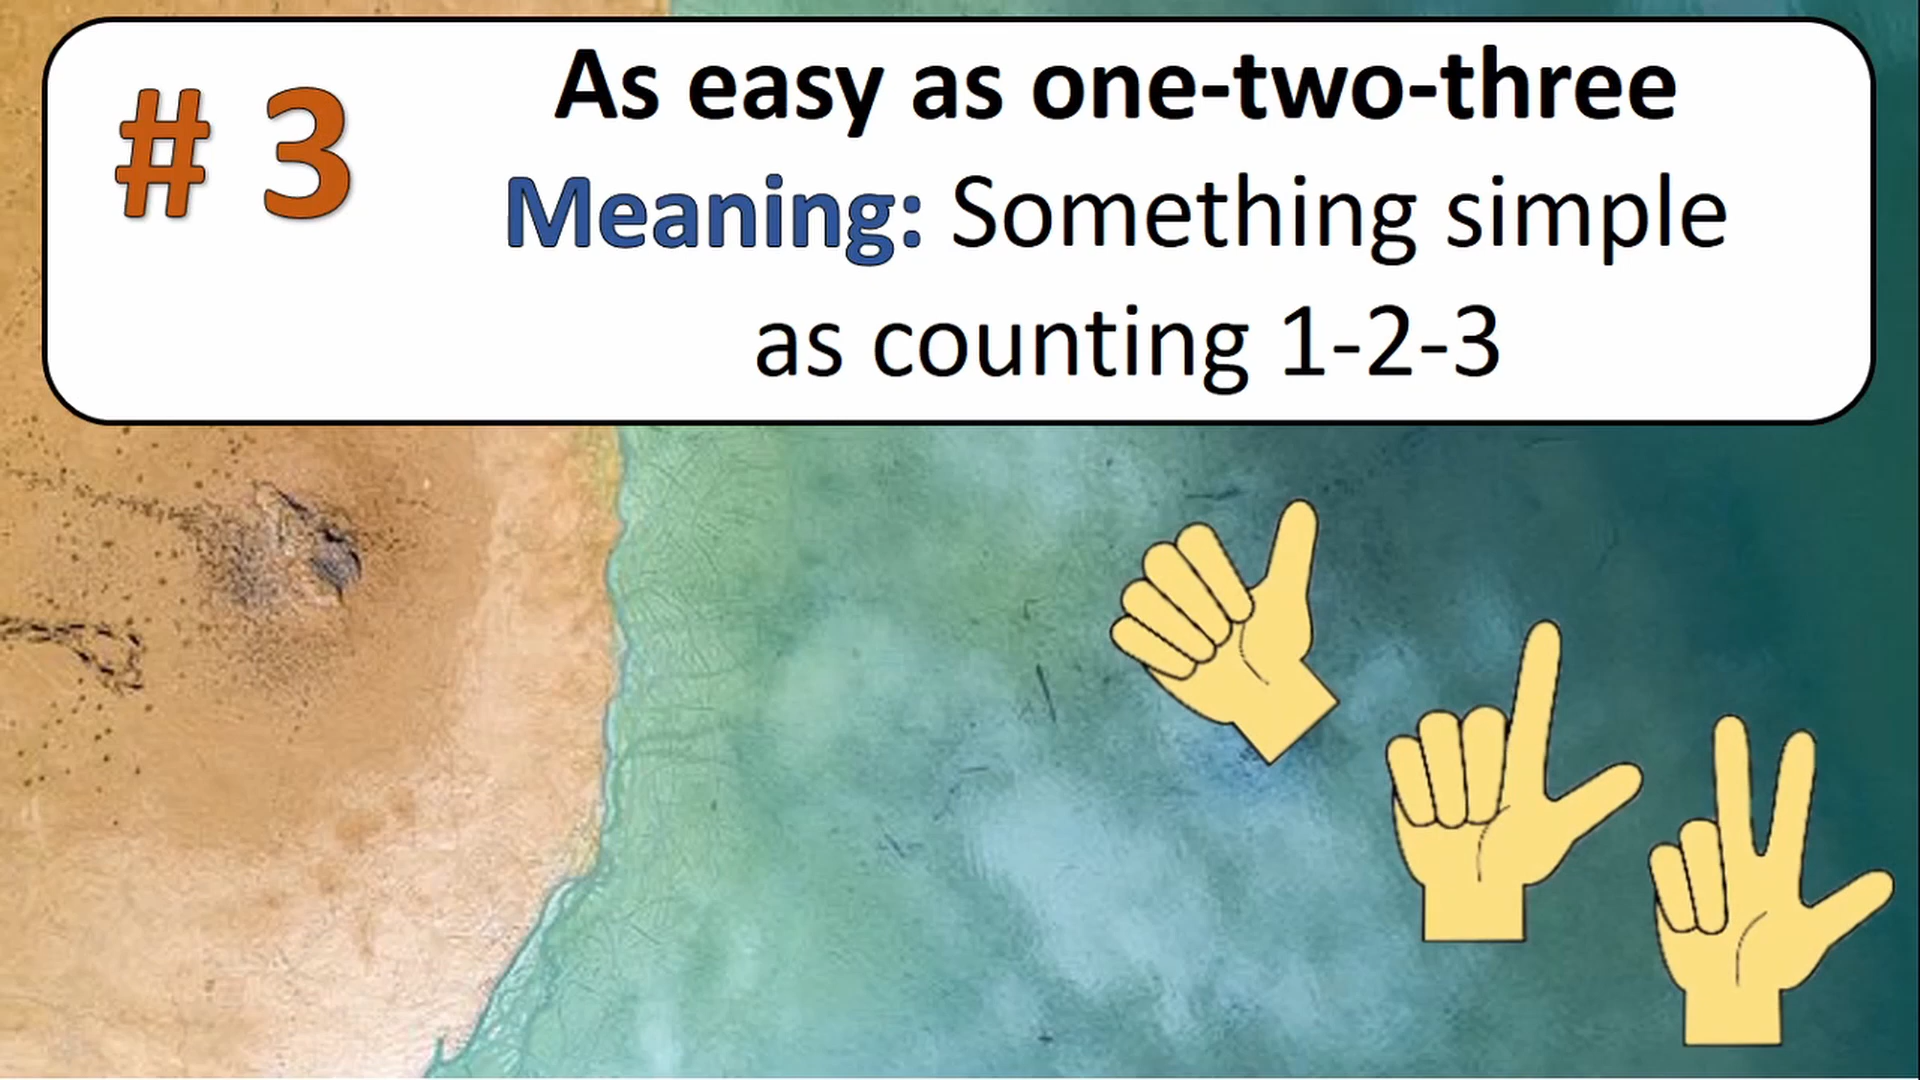 # 3
As easy as one-two-three
Meaning: Something simple
as counting 1-2-3